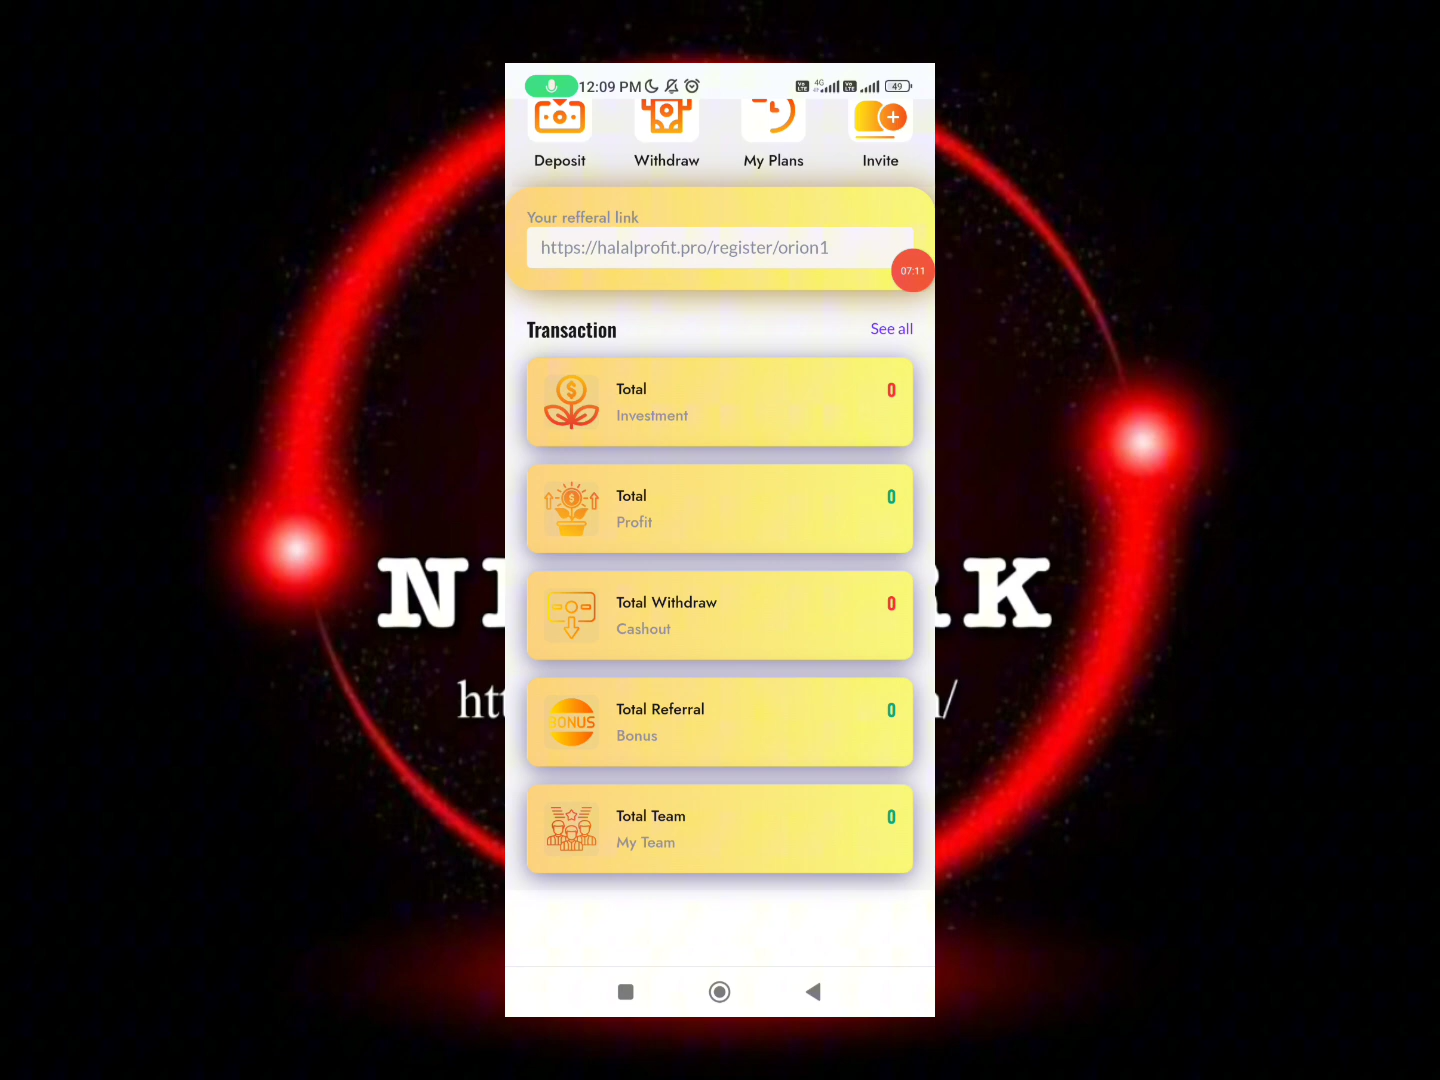 12:09 PM
4G
49
Deposit
Withdraw
My Plans
Invite
Your refferal link
https://halalprofit.pro/register/orion1
07:11
Transaction
See all
Total
0
Investment
Total
0
Profit
Total Withdraw
0
Cashout
BONUS
Total Referral
0
Bonus
Total Team
0
My Team